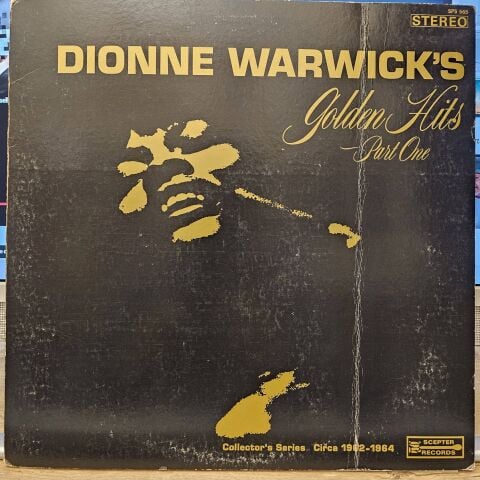 SPS 565
STEREO
DIONNE WARWICK'S
Golden Hits
Part One
Collector's Series Circa 1962-1964
SCEPTER
RECORDS